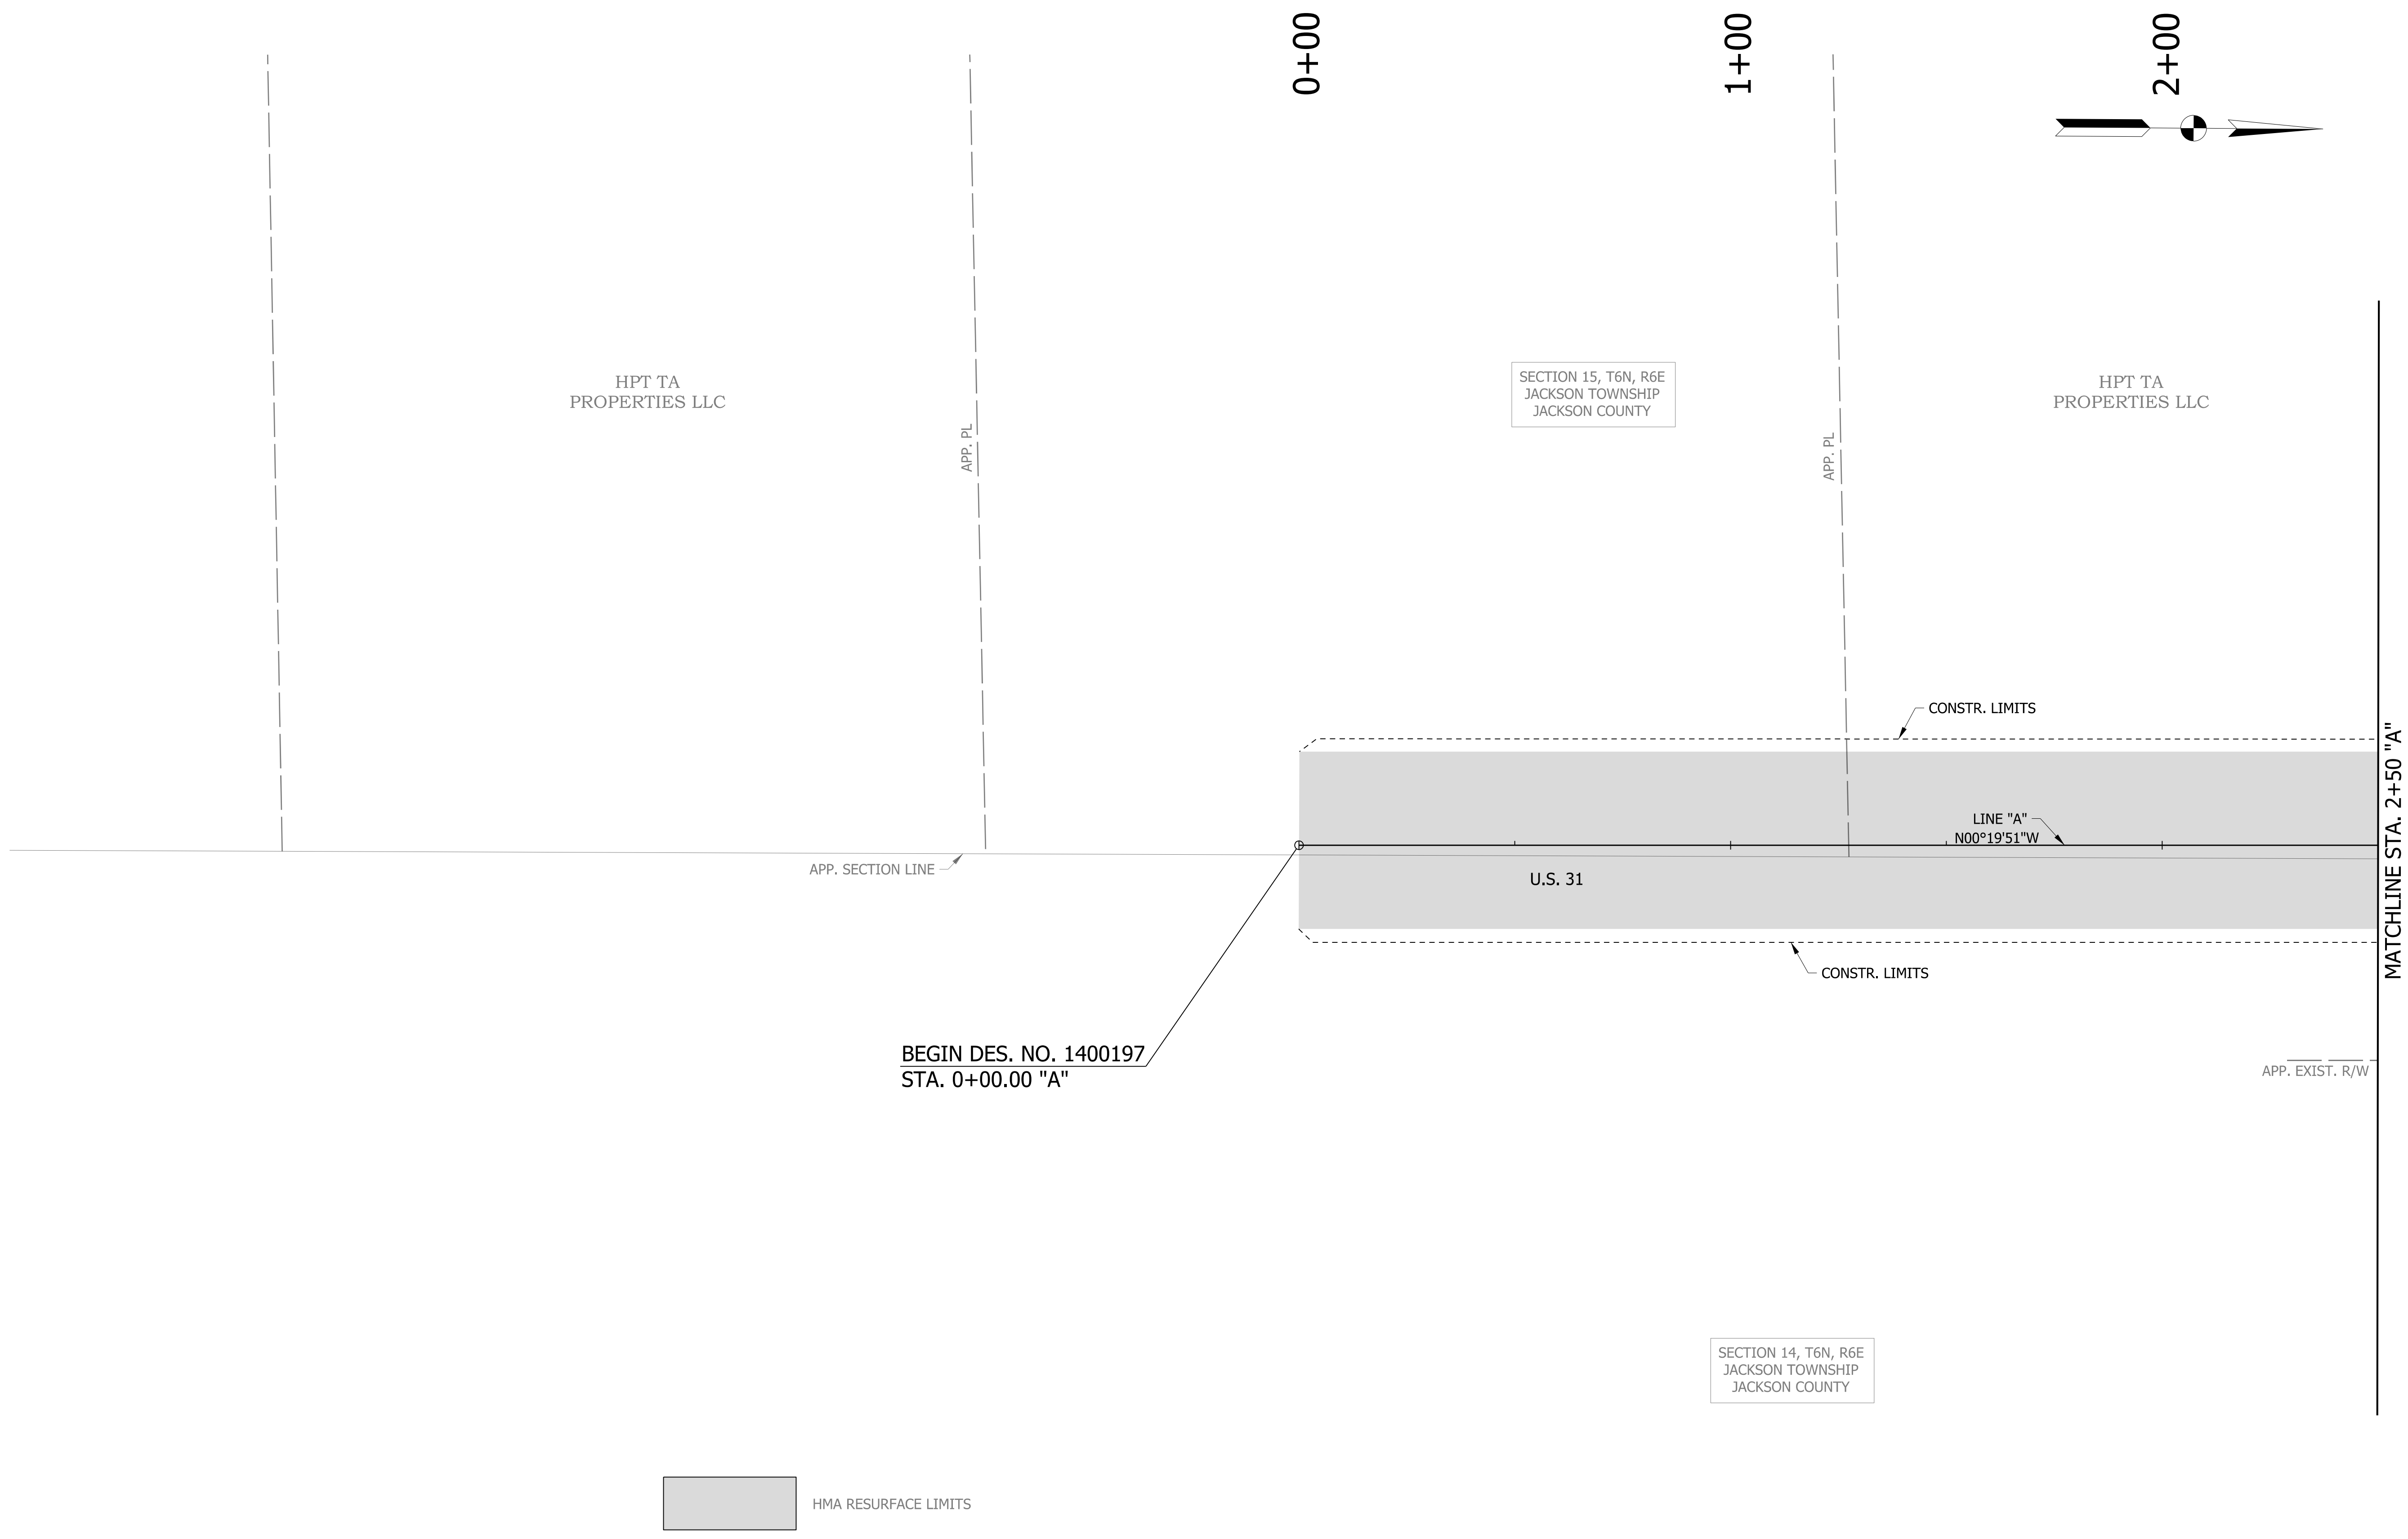 0+00
1+00
2+00
HPT TA
PROPERTIES LLC
APP. PL
SECTION 15, T6N, R6E
JACKSON TOWNSHIP
JACKSON COUNTY
APP. PL
HPT TA
PROPERTIES LLC
CONSTR. LIMITS
LINE "A"
N00°19'51"W
MATCHLINE STA. 2+50 "A"
APP. SECTION LINE
U.S. 31
CONSTR. LIMITS
BEGIN DES. NO. 1400197
STA. 0+00.00 "A"
APP. EXIST. R/W
SECTION 14, T6N, R6E
JACKSON TOWNSHIP
JACKSON COUNTY
HMA RESURFACE LIMITS